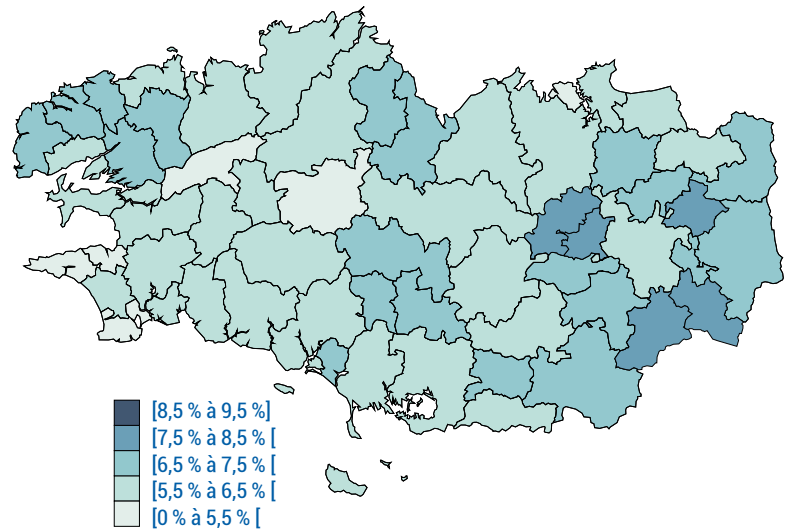 [8,5 % à 9,5 %]
[7,5 % à 8,5 % [
[6,5 % à 7,5 % [
[5,5 % à 6,5 % [
[0 % à 5,5 % [